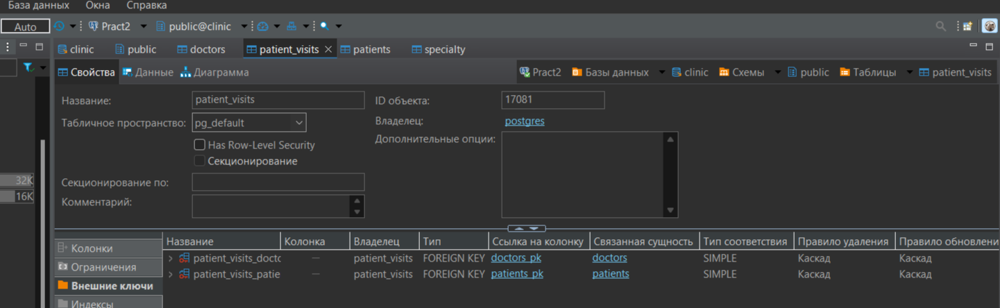 База данных Окна Справка
Auto Pract2 public@clinic
clinic public doctors patient_visits patients specialty
Свойства Данные Диаграмма Pract2 Базы данных clinic Схемы public Таблицы patient_visits
Название: patient_visits ID объекта: 17081
Табличное пространство: pg_default Владелец: postgres
Has Row-Level Security Дополнительные опции:
Секционирование
32K Секционирование по:
16K Комментарий:
Колонки Название Колонка Владелец Тип Ссылка на колонку Связанная сущность Тип соответствия Правило удаления Правило обновлени
Ограничения patient_visits_docto — patient_visits FOREIGN KEY doctors_pk doctors SIMPLE Каскад Каскад
Внешние ключи patient_visits_patie — patient_visits FOREIGN KEY patients_pk patients SIMPLE Каскад Каскад
Индексы